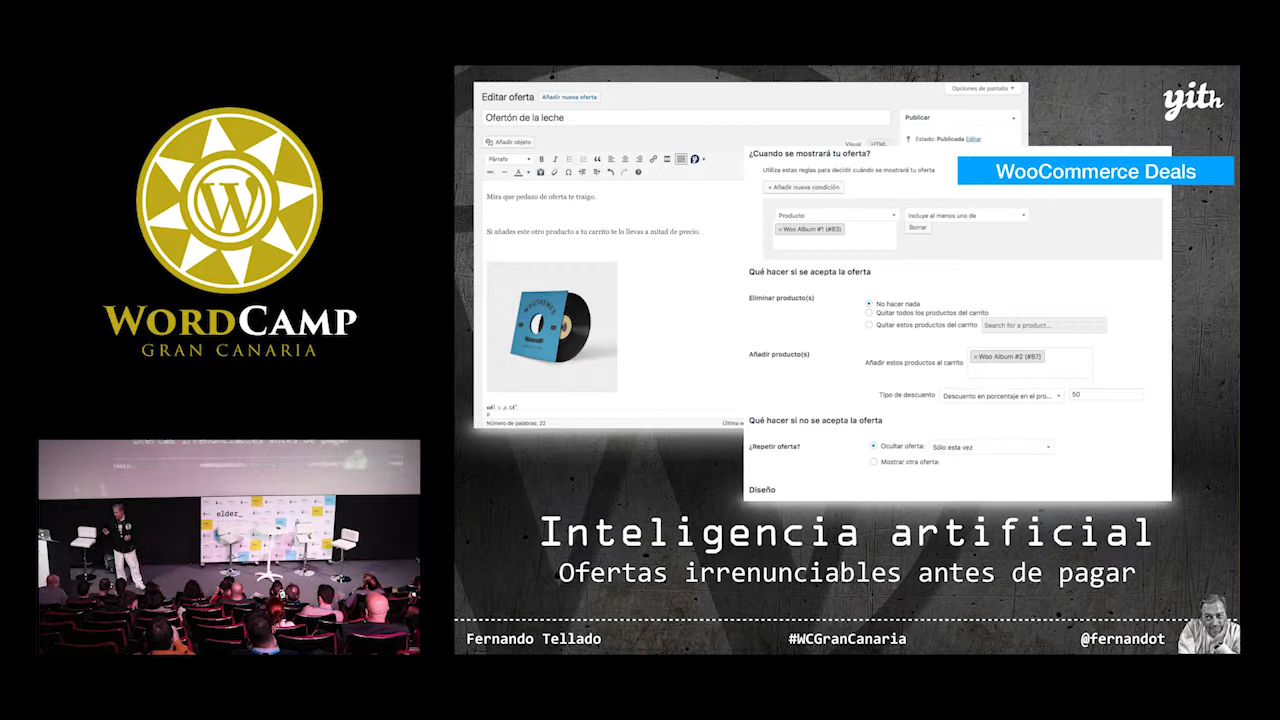 WORDCAMP
GRAN CANARIA
elder_
yith
Editar oferta
Añadir nueva oferta
Opciones de pantalla
Ofertón de la leche
Publicar
Estado: Publicada Editar
Añadir objeto
Visual
HTML
Párrafo
Mira que pedazo de oferta te traigo.
Si añades este otro producto a tu carrito te lo llevas a mitad de precio.
WOOTHEMES
Número de palabras: 22
WooCommerce Deals
¿Cuando se mostrará tu oferta?
Utiliza estas reglas para decidir cuándo se mostrará tu oferta
+ Añadir nueva condición
Producto
Incluye al menos uno de
× Woo Album #1 (#83)
Borrar
Qué hacer si se acepta la oferta
Eliminar producto(s)
No hacer nada
Quitar todos los productos del carrito
Quitar estos productos del carrito
Search for a product...
Añadir producto(s)
Añadir estos productos al carrito
× Woo Album #2 (#87)
Tipo de descuento
Descuento en porcentaje en el pro...
50
Qué hacer si no se acepta la oferta
¿Repetir oferta?
Ocultar oferta:
Sólo esta vez
Mostrar otra oferta:
Diseño
Inteligencia artificial
Ofertas irrenunciables antes de pagar
Fernando Tellado
#WCGranCanaria
@fernandot